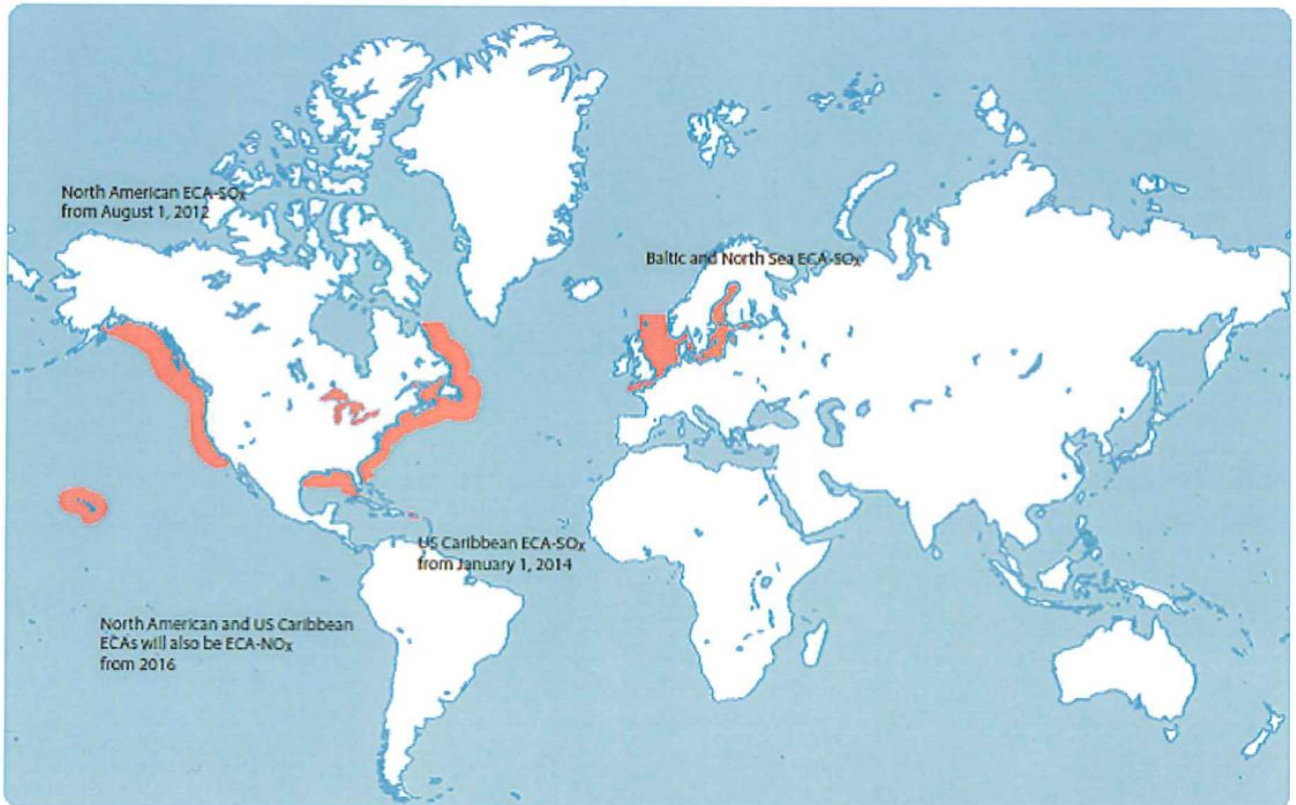 North American ECA-SOx
from August 1, 2012
Baltic and North Sea ECA-SOx
US Caribbean ECA-SOx
from January 1, 2014
North American and US Caribbean
ECAs will also be ECA-NOx
from 2016